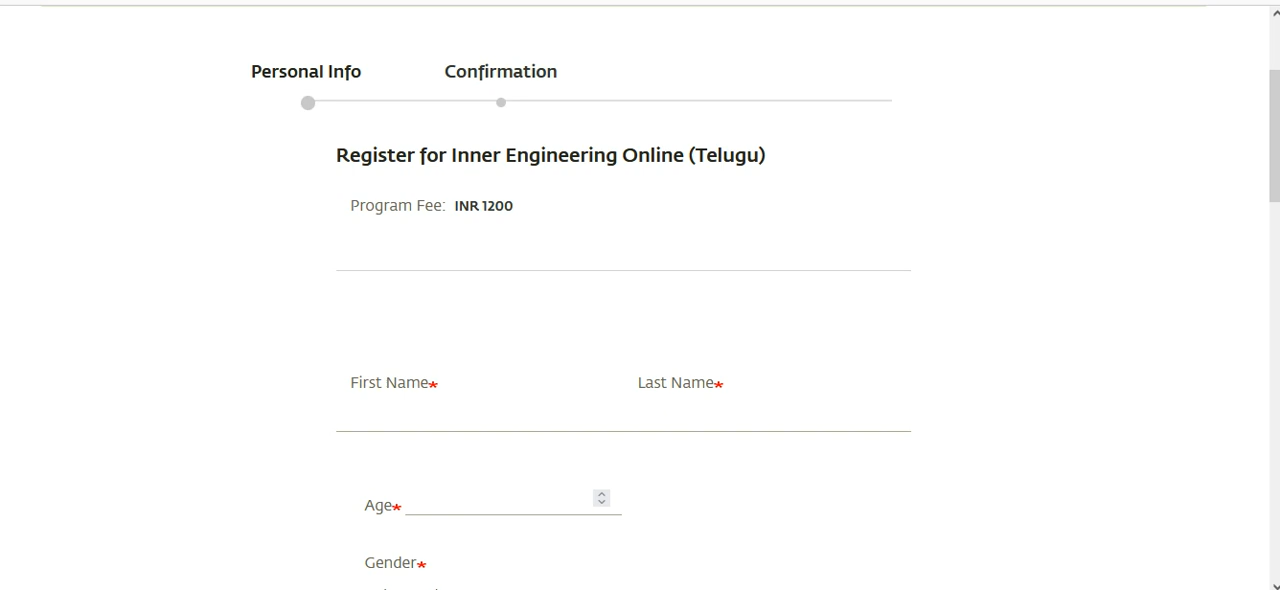 Personal Info Confirmation
Register for Inner Engineering Online (Telugu)
Program Fee: INR 1200
First Name* Last Name*
Age*
Gender*